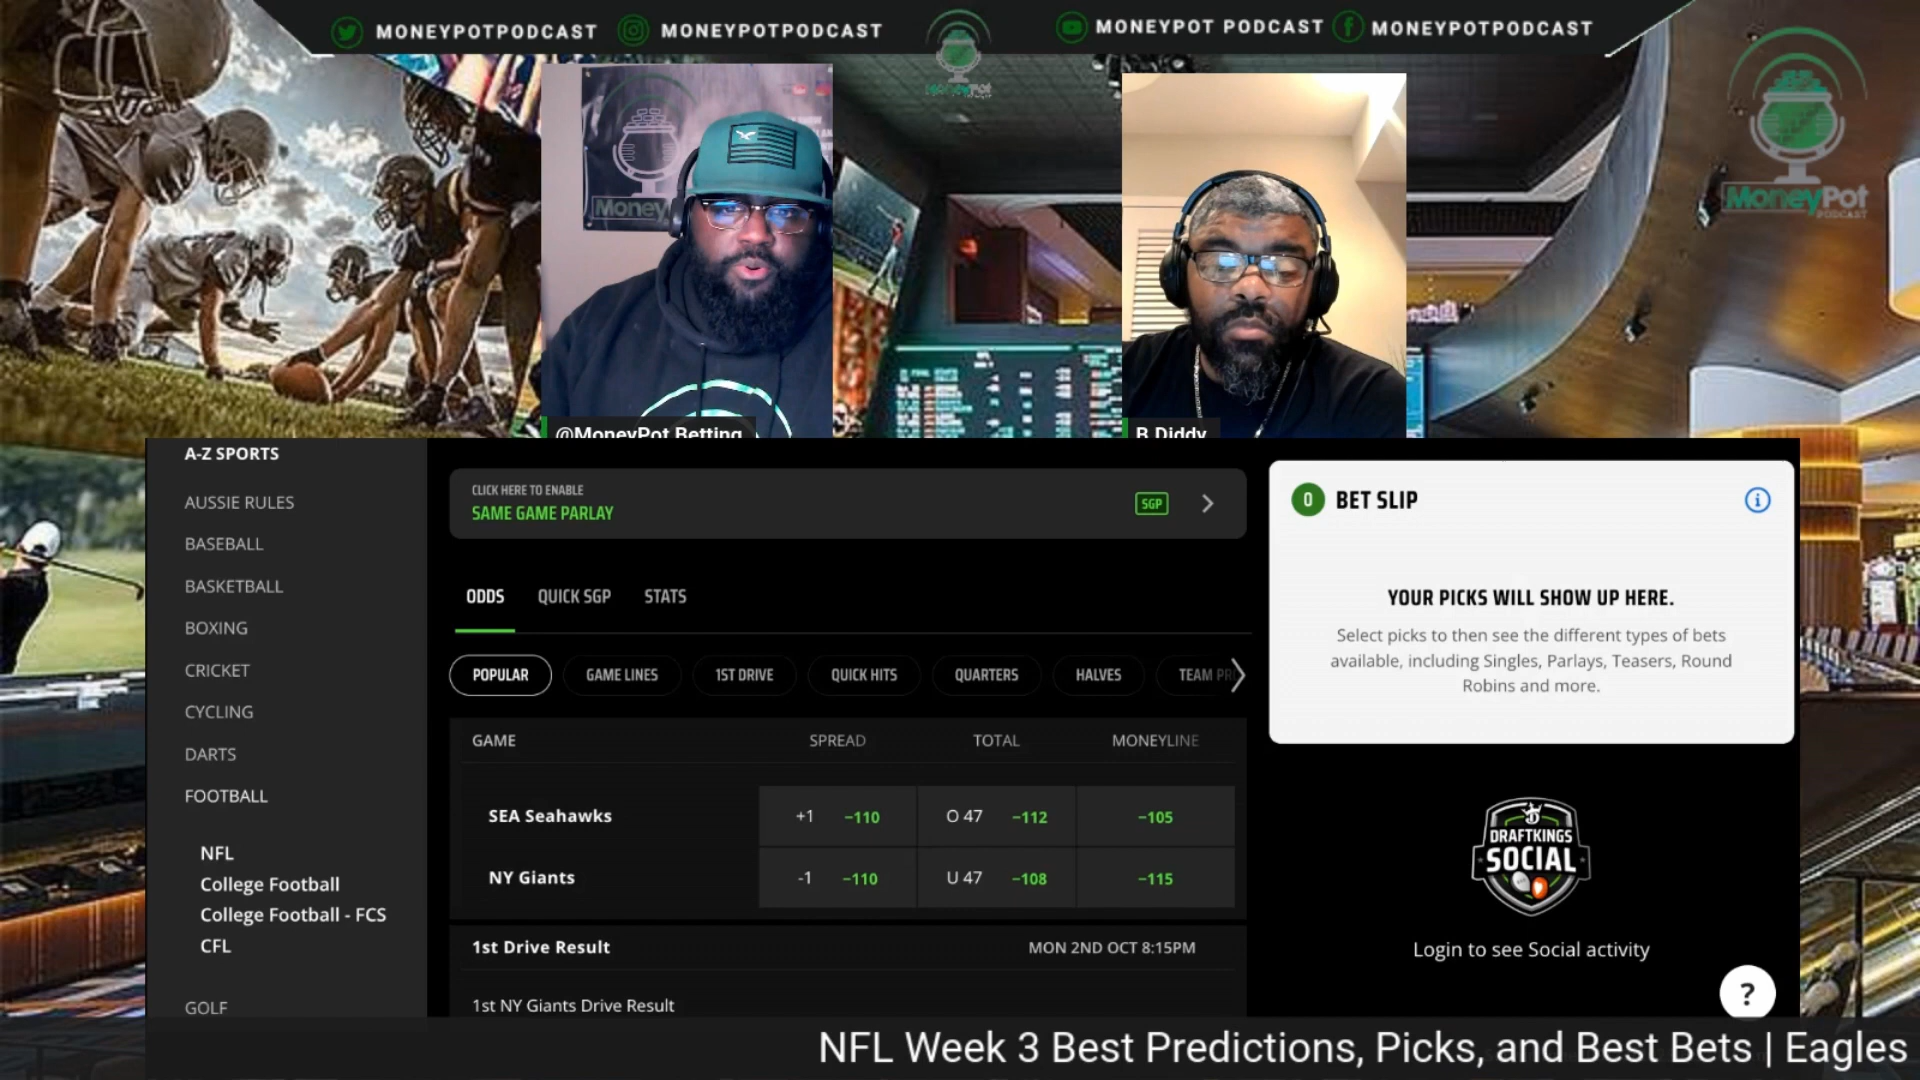 MONEYPOTPODCAST
MONEYPOTPODCAST
MONEYPOT PODCAST
MONEYPOTPODCAST
MoneyPot
MoneyPot
PODCAST
Money
@MoneyPot Betting
B Diddy
A-Z SPORTS
AUSSIE RULES
BASEBALL
BASKETBALL
BOXING
CRICKET
CYCLING
DARTS
FOOTBALL
NFL
College Football
College Football - FCS
CFL
GOLF
CLICK HERE TO ENABLE
SAME GAME PARLAY
SGP
ODDS QUICK SGP STATS
POPULAR GAME LINES 1ST DRIVE QUICK HITS QUARTERS HALVES TEAM
GAME SPREAD TOTAL MONEYLINE
SEA Seahawks +1 −110 O 47 −112 −105
NY Giants -1 −110 U 47 −108 −115
1st Drive Result MON 2ND OCT 8:15PM
1st NY Giants Drive Result
0 BET SLIP
YOUR PICKS WILL SHOW UP HERE.
Select picks to then see the different types of bets
available, including Singles, Parlays, Teasers, Round
Robins and more.
DRAFTKINGS
SOCIAL
Login to see Social activity
?
NFL Week 3 Best Predictions, Picks, and Best Bets | Eagles